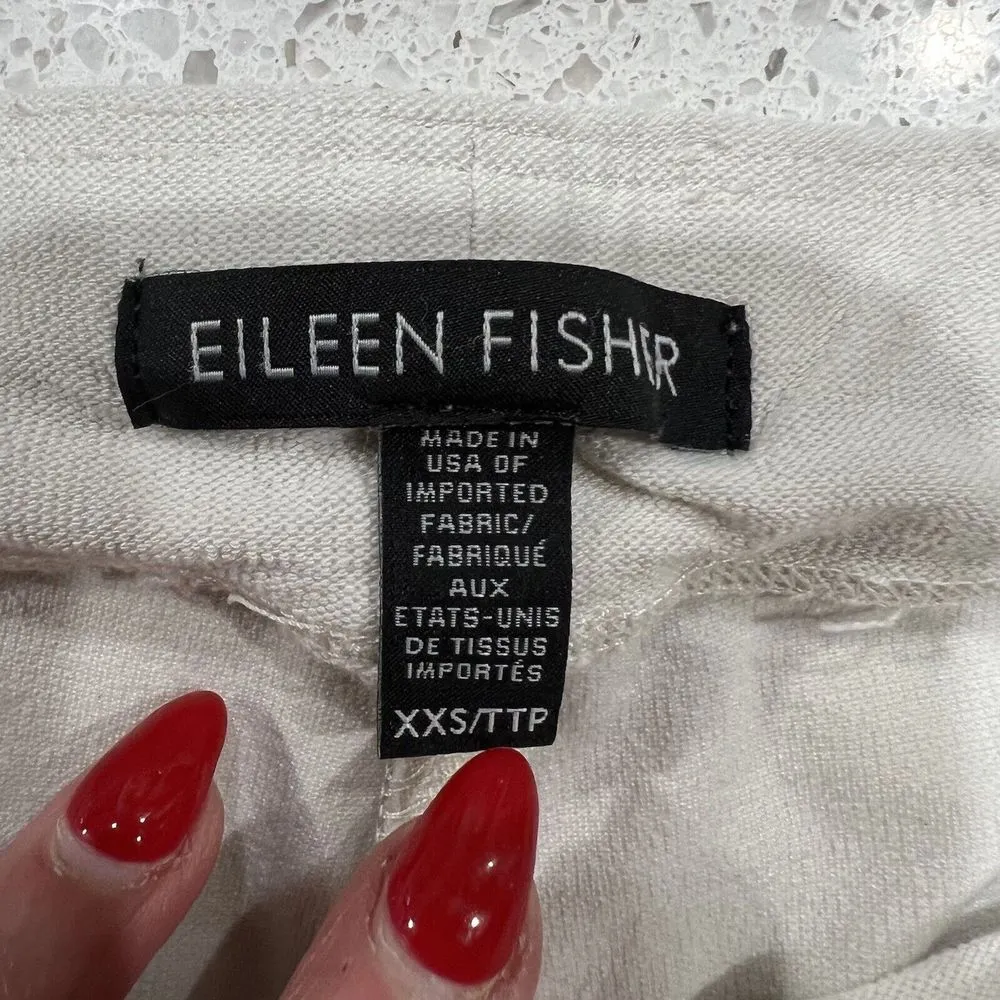 EILEEN FISHER
MADE IN
USA OF
IMPORTED
FABRIC/
FABRIQUÉ
AUX
ETATS-UNIS
DE TISSUS
IMPORTÉS
XXS/TTP